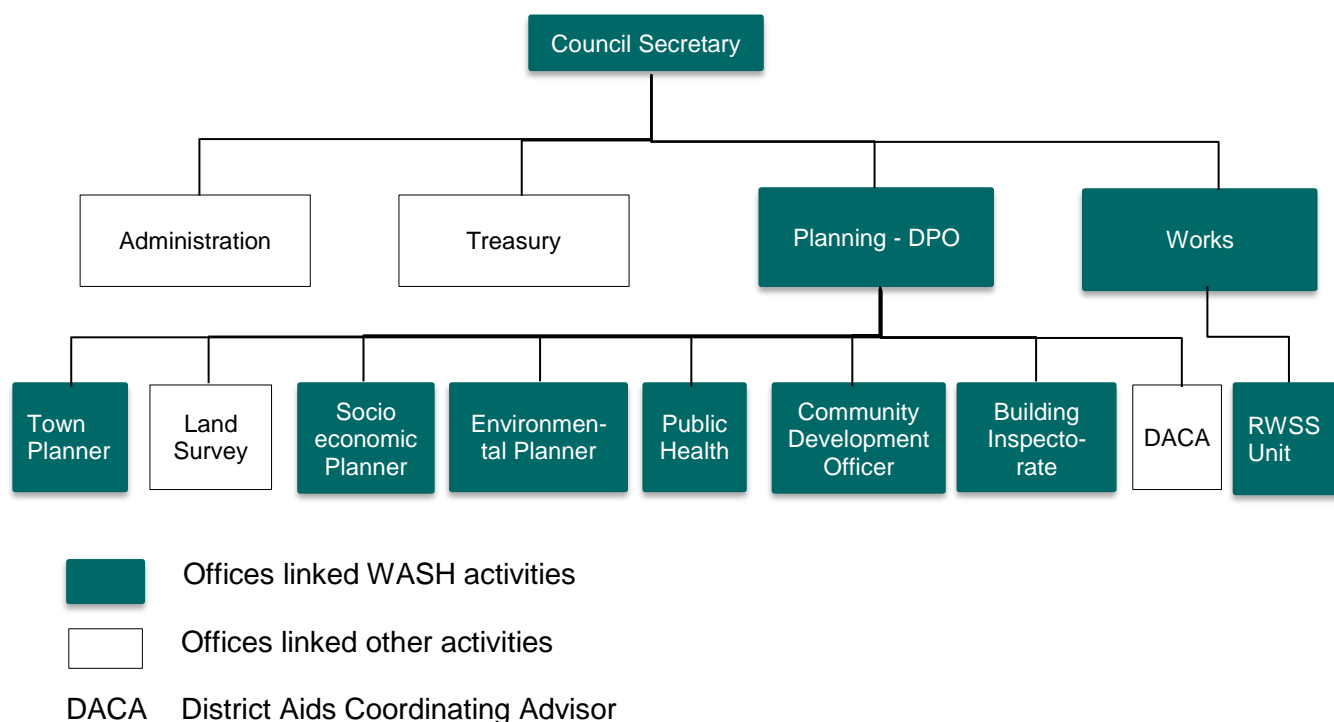 Council Secretary
Administration
Treasury
Planning - DPO
Works
Town
Planner
Land
Survey
Socio
economic
Planner
Environmen-
tal Planner
Public
Health
Community
Development
Officer
Building
Inspecto-
rate
DACA
RWSS
Unit
Offices linked WASH activities
Offices linked other activities
DACA District Aids Coordinating Advisor